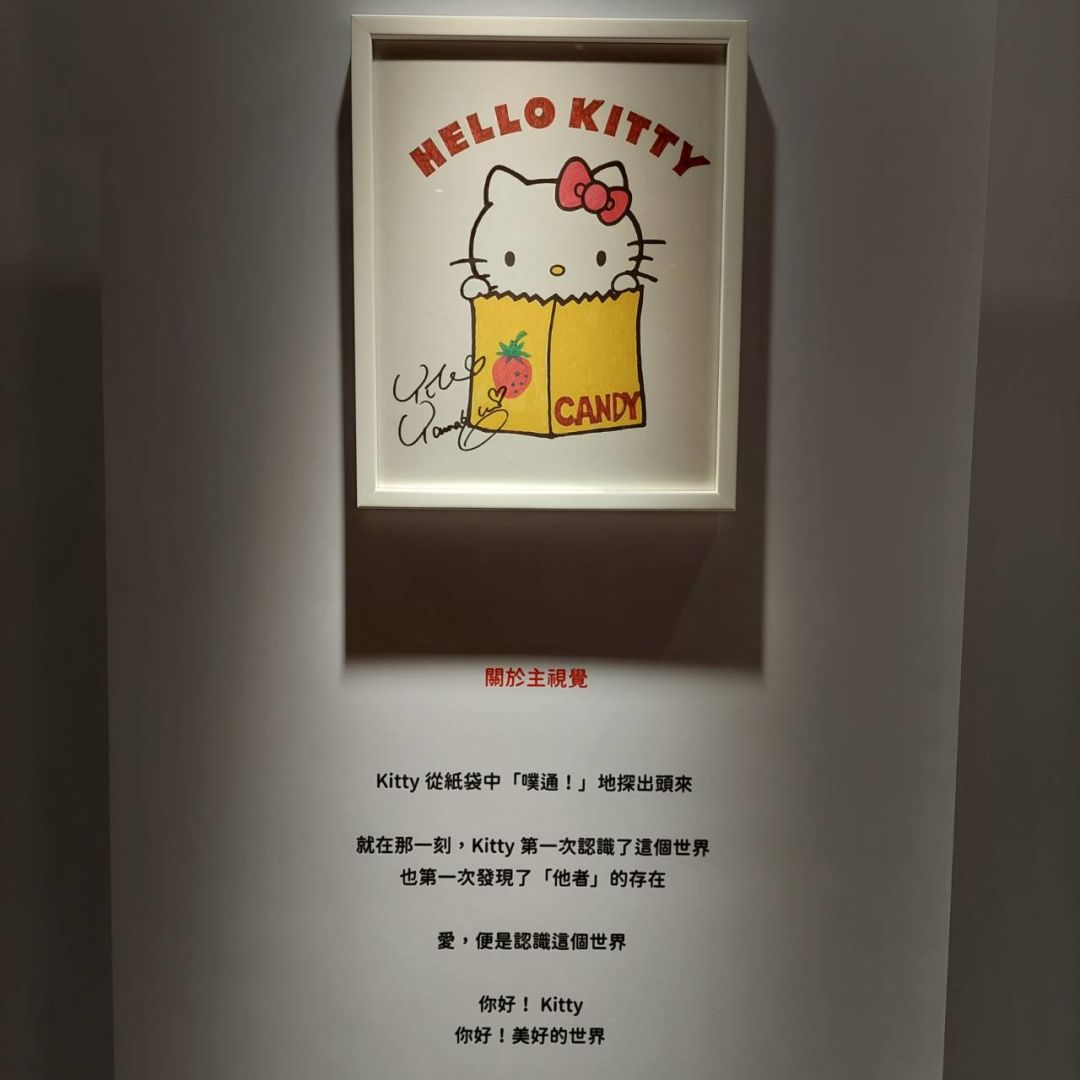 HELLO KITTY
CANDY
關於主視覺
Kitty 從紙袋中「噗通！」地探出頭來
就在那一刻，Kitty 第一次認識了這個世界
也第一次發現了「他者」的存在
愛，便是認識這個世界
你好！ Kitty
你好！美好的世界